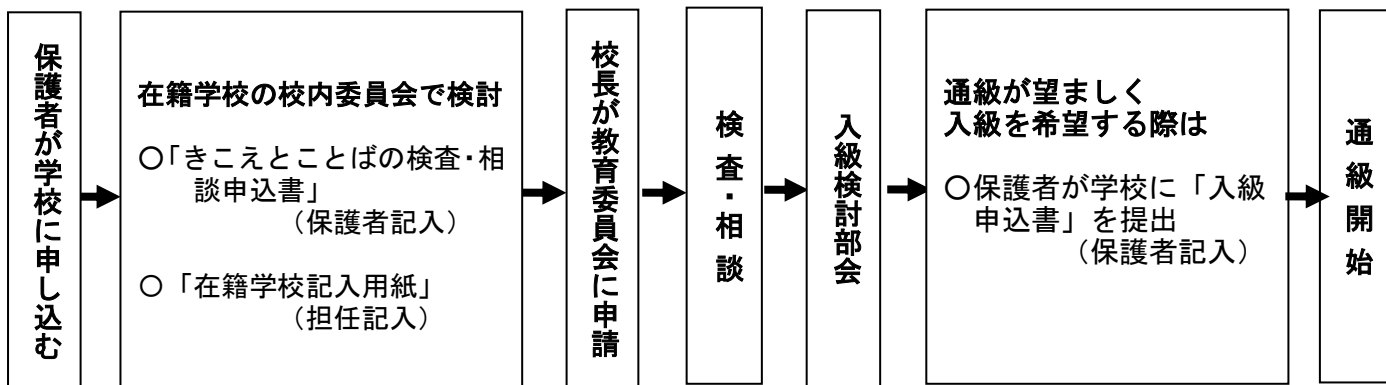 保護者が学校に申し込む
在籍学校の校内委員会で検討
〇「きこえとことばの検査・相
談申込書」
（保護者記入）
〇「在籍学校記入用紙」
（担任記入）
校長が教育委員会に申請
検査・相談
入級検討部会
通級が望ましく
入級を希望する際は
〇保護者が学校に「入級
申込書」を提出
（保護者記入）
通級開始